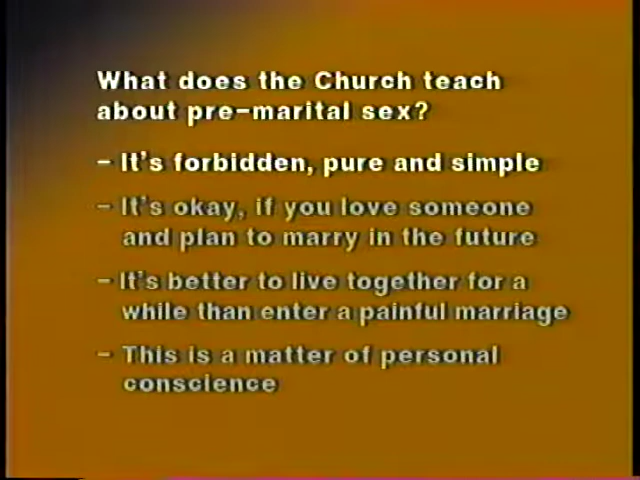 What does the Church teach
about pre-marital sex?
- It's forbidden, pure and simple
- It's okay, if you love someone
and plan to marry in the future
- It's better to live together for a
while than enter a painful marriage
- This is a matter of personal
conscience